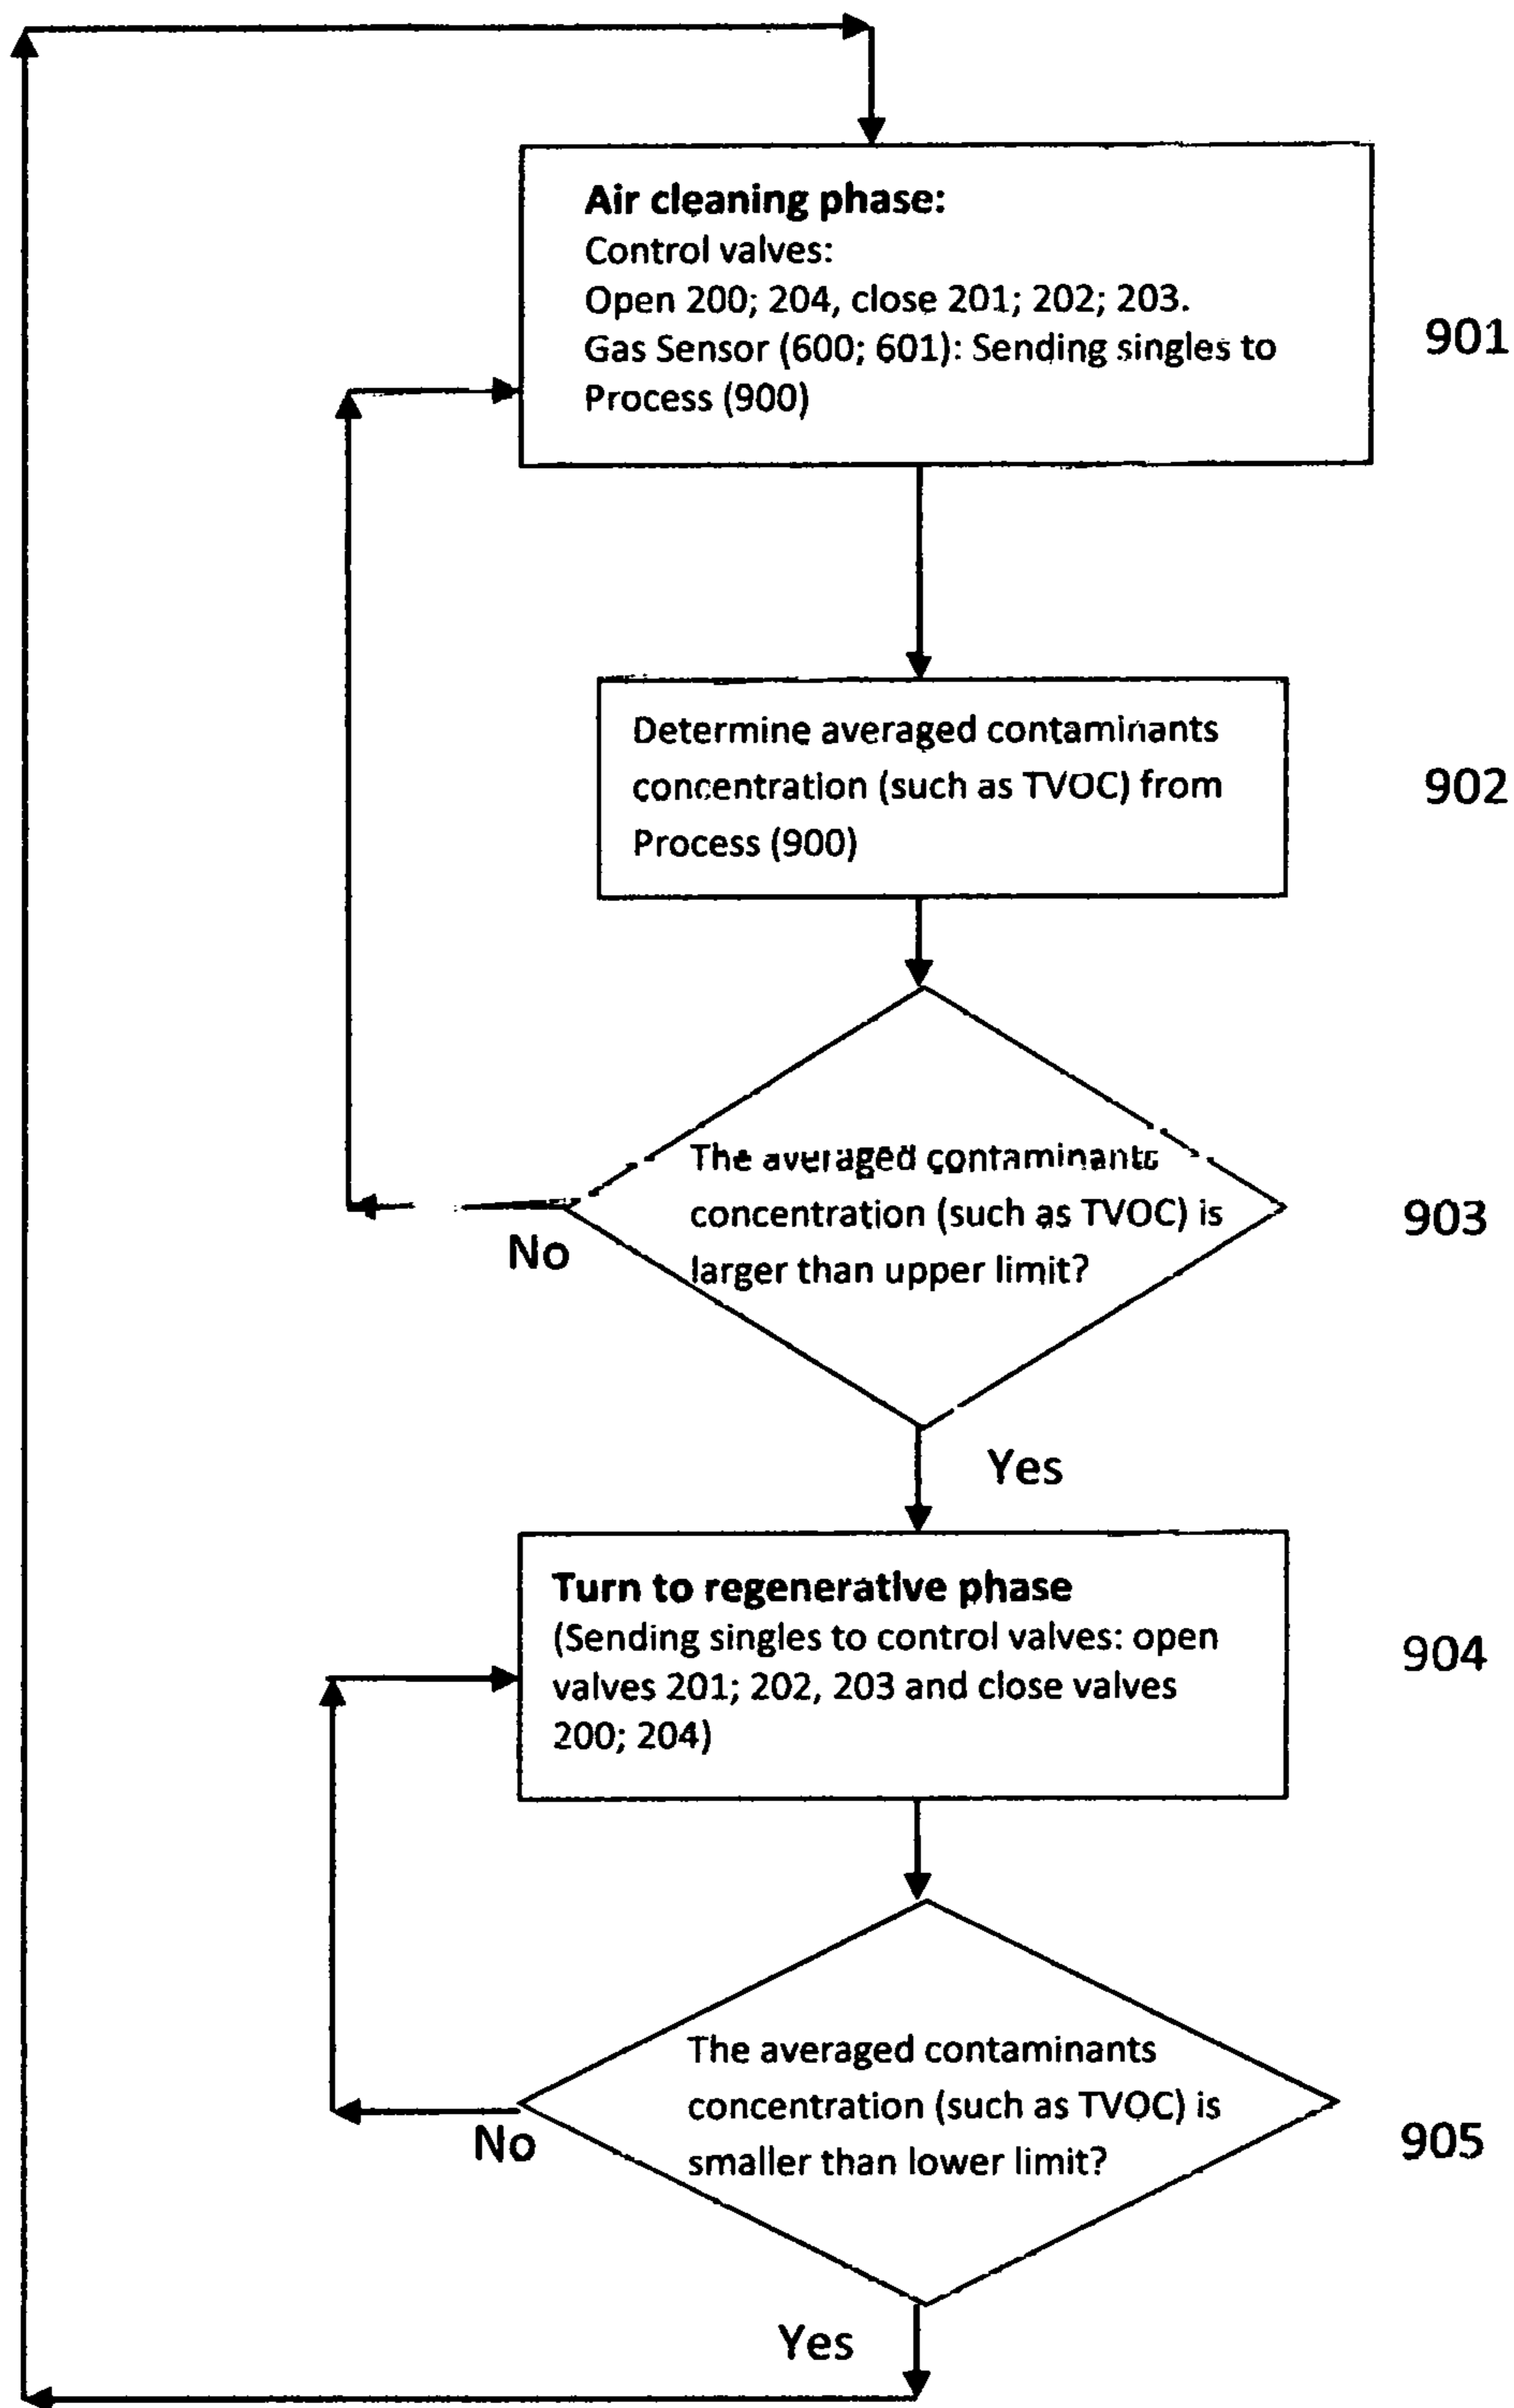 Air cleaning phase:
Control valves:
Open 200; 204, close 201; 202; 203.
Gas Sensor (600; 601): Sending singles to
Process (900)
901
Determine averaged contaminants
concentration (such as TVOC) from
Process (900)
902
The averaged contaminants
concentration (such as TVOC) is
larger than upper limit?
903
No
Yes
Turn to regenerative phase
(Sending singles to control valves: open
valves 201; 202, 203 and close valves
200; 204)
904
The averaged contaminants
concentration (such as TVOC) is
smaller than lower limit?
905
No
Yes